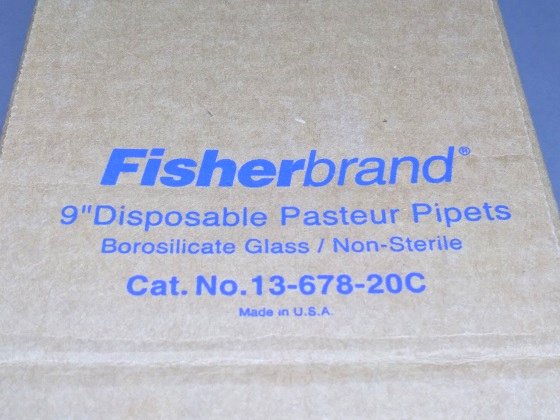 Fisherbrand®
9"Disposable Pasteur Pipets
Borosilicate Glass / Non-Sterile
Cat. No.13-678-20C
Made in U.S.A.